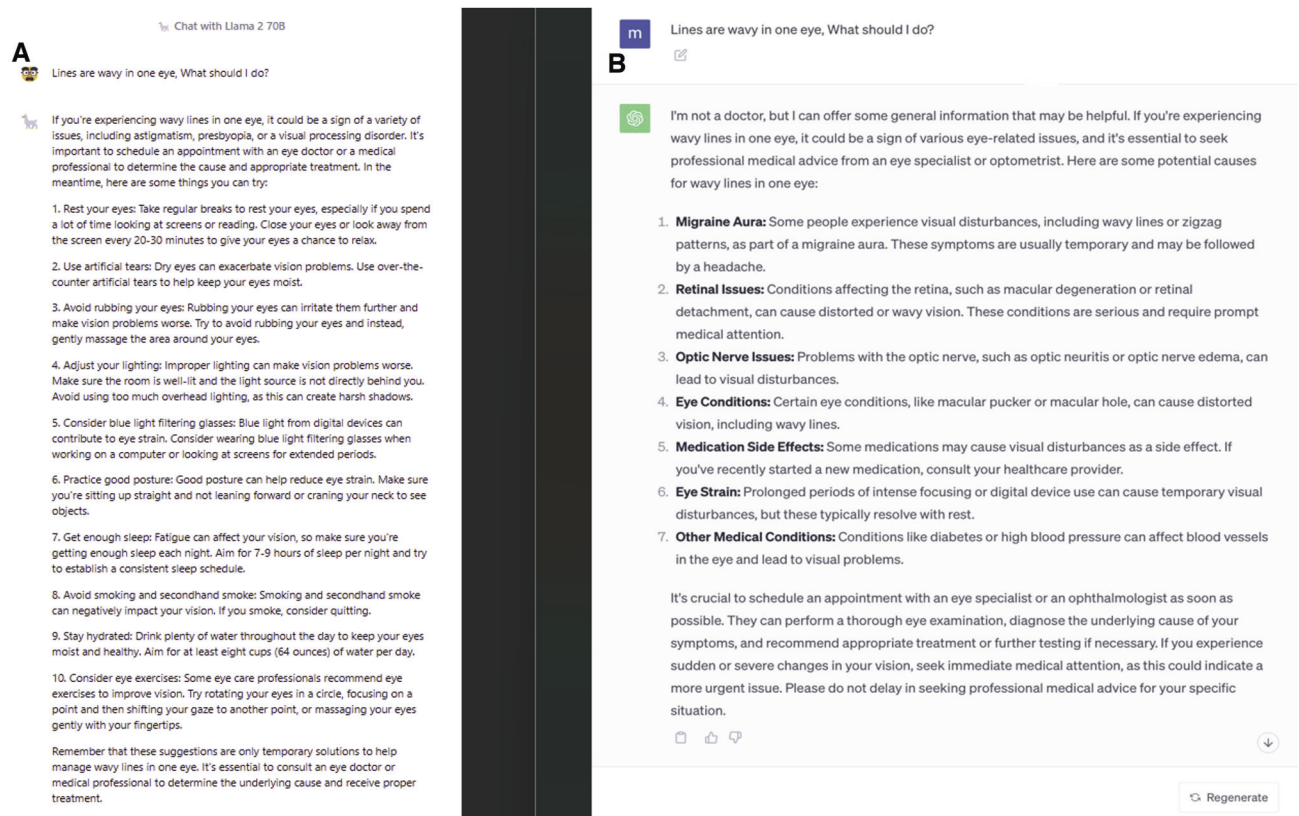 Chat with Llama 2 70B
A
Lines are wavy in one eye, What should I do?
If you're experiencing wavy lines in one eye, it could be a sign of a variety of
issues, including astigmatism, presbyopia, or a visual processing disorder. It's
important to schedule an appointment with an eye doctor or a medical
professional to determine the cause and appropriate treatment. In the
meantime, here are some things you can try:
1. Rest your eyes: Take regular breaks to rest your eyes, especially if you spend
a lot of time looking at screens or reading. Close your eyes or look away from
the screen every 20-30 minutes to give your eyes a chance to relax.
2. Use artificial tears: Dry eyes can exacerbate vision problems. Use over-the-
counter artificial tears to help keep your eyes moist.
3. Avoid rubbing your eyes: Rubbing your eyes can irritate them further and
make vision problems worse. Try to avoid rubbing your eyes and instead,
gently massage the area around your eyes.
4. Adjust your lighting: Improper lighting can make vision problems worse.
Make sure the room is well-lit and the light source is not directly behind you.
Avoid using too much overhead lighting, as this can create harsh shadows.
5. Consider blue light filtering glasses: Blue light from digital devices can
contribute to eye strain. Consider wearing blue light filtering glasses when
working on a computer or looking at screens for extended periods.
6. Practice good posture: Good posture can help reduce eye strain. Make sure
you're sitting up straight and not leaning forward or craning your neck to see
objects.
7. Get enough sleep: Fatigue can affect your vision, so make sure you're
getting enough sleep each night. Aim for 7-9 hours of sleep per night and try
to establish a consistent sleep schedule.
8. Avoid smoking and secondhand smoke: Smoking and secondhand smoke
can negatively impact your vision. If you smoke, consider quitting.
9. Stay hydrated: Drink plenty of water throughout the day to keep your eyes
moist and healthy. Aim for at least eight cups (64 ounces) of water per day.
10. Consider eye exercises: Some eye care professionals recommend eye
exercises to improve vision. Try rotating your eyes in a circle, focusing on a
point and then shifting your gaze to another point, or massaging your eyes
gently with your fingertips.
Remember that these suggestions are only temporary solutions to help
manage wavy lines in one eye. It's essential to consult an eye doctor or
medical professional to determine the underlying cause and receive proper
treatment.
B
m
Lines are wavy in one eye, What should I do?
I'm not a doctor, but I can offer some general information that may be helpful. If you're experiencing
wavy lines in one eye, it could be a sign of various eye-related issues, and it's essential to seek
professional medical advice from an eye specialist or optometrist. Here are some potential causes
for wavy lines in one eye:
1. Migraine Aura: Some people experience visual disturbances, including wavy lines or zigzag
patterns, as part of a migraine aura. These symptoms are usually temporary and may be followed
by a headache.
2. Retinal Issues: Conditions affecting the retina, such as macular degeneration or retinal
detachment, can cause distorted or wavy vision. These conditions are serious and require prompt
medical attention.
3. Optic Nerve Issues: Problems with the optic nerve, such as optic neuritis or optic nerve edema, can
lead to visual disturbances.
4. Eye Conditions: Certain eye conditions, like macular pucker or macular hole, can cause distorted
vision, including wavy lines.
5. Medication Side Effects: Some medications may cause visual disturbances as a side effect. If
you've recently started a new medication, consult your healthcare provider.
6. Eye Strain: Prolonged periods of intense focusing or digital device use can cause temporary visual
disturbances, but these typically resolve with rest.
7. Other Medical Conditions: Conditions like diabetes or high blood pressure can affect blood vessels
in the eye and lead to visual problems.
It's crucial to schedule an appointment with an eye specialist or an ophthalmologist as soon as
possible. They can perform a thorough eye examination, diagnose the underlying cause of your
symptoms, and recommend appropriate treatment or further testing if necessary. If you experience
sudden or severe changes in your vision, seek immediate medical attention, as this could indicate a
more urgent issue. Please do not delay in seeking professional medical advice for your specific
situation.
Regenerate